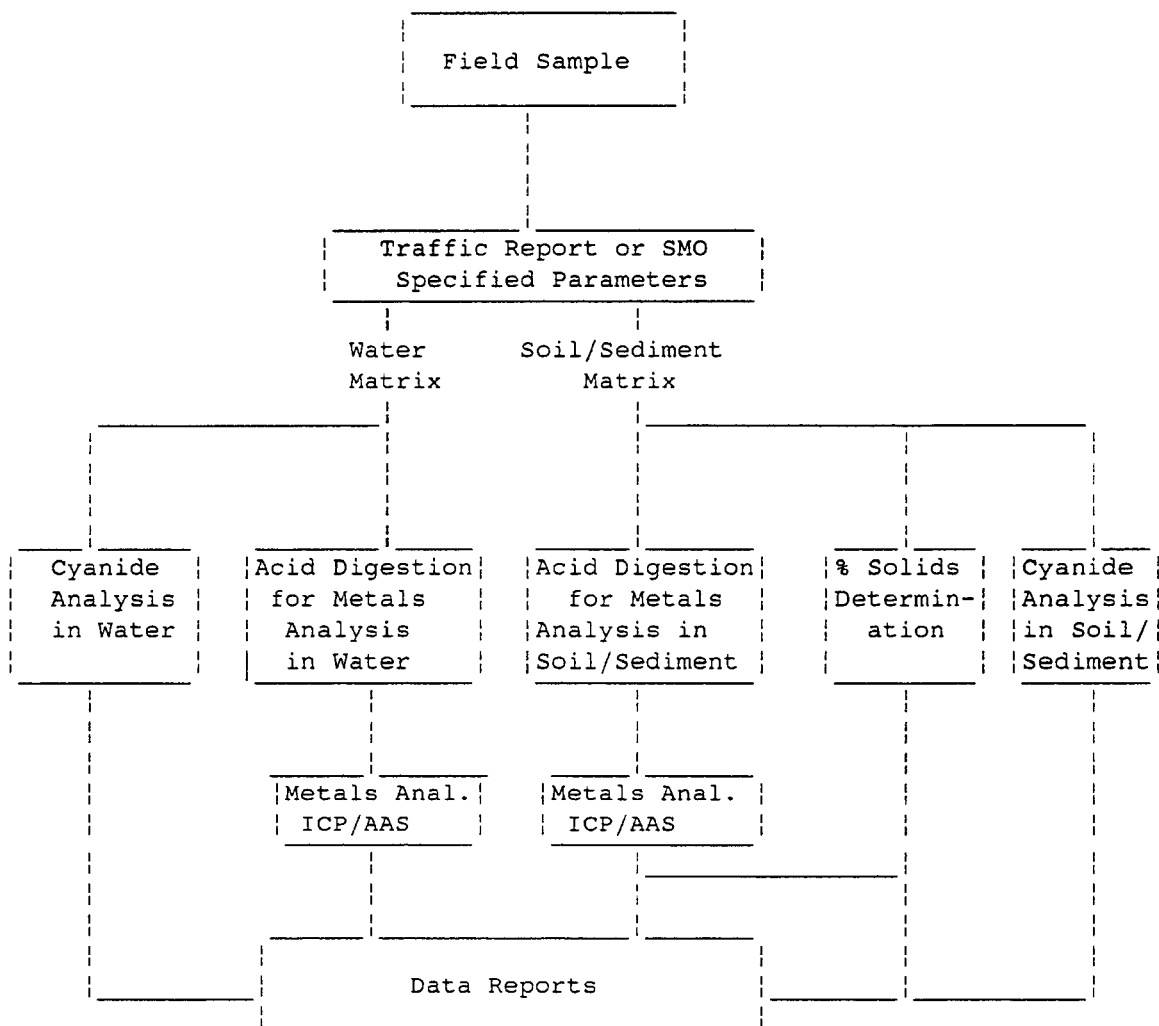 Field Sample
Traffic Report or SMO
Specified Parameters
Water
Matrix
Soil/Sediment
Matrix
Cyanide
Analysis
in Water
Acid Digestion
for Metals
Analysis
in Water
Acid Digestion
for Metals
Analysis in
Soil/Sediment
% Solids
Determin-
ation
Cyanide
Analysis
in Soil/
Sediment
Metals Anal.
ICP/AAS
Metals Anal.
ICP/AAS
Data Reports